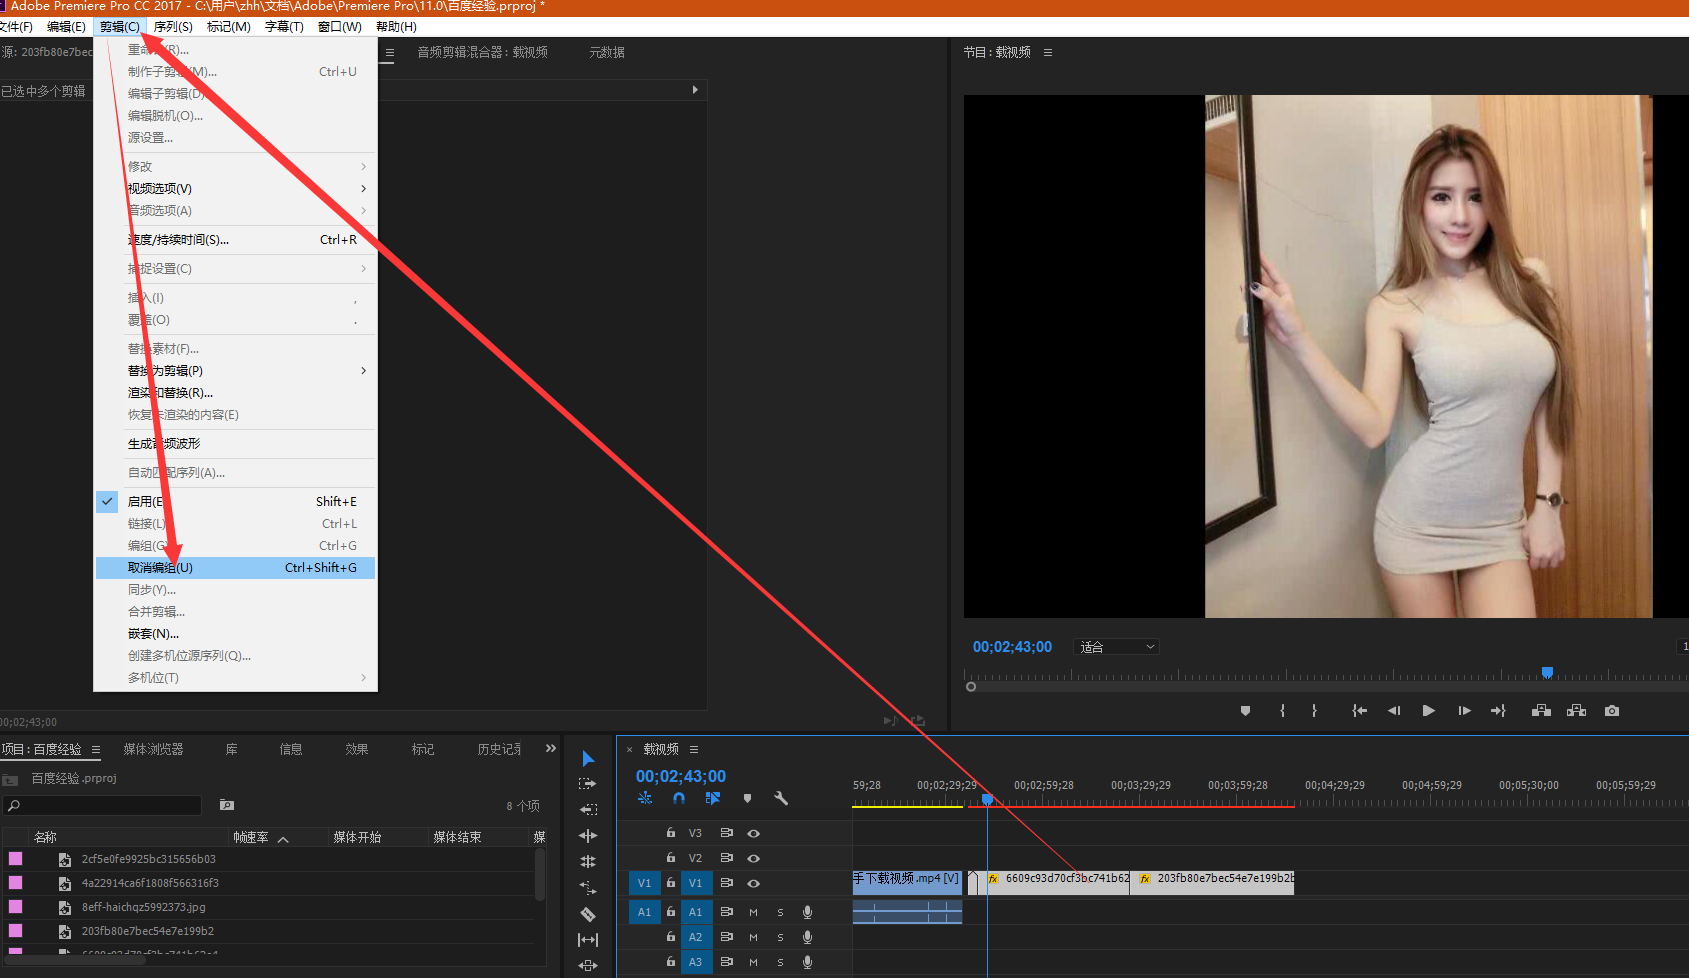 Adobe Premiere Pro CC 2017 - C:\用户\zhh\文档\Adobe\Premiere Pro\11.0\百度经验.prproj *
文件(F) 编辑(E) 剪辑(C) 序列(S) 标记(M) 字幕(T) 窗口(W) 帮助(H)
源: 203fb80e7bec
音频剪辑混合器: 载视频 元数据
已选中多个剪辑
重命名(R)...
制作子剪辑(M)... Ctrl+U
编辑子剪辑(D)
编辑脱机(O)...
源设置...
修改
视频选项(V)
音频选项(A)
速度/持续时间(S)... Ctrl+R
捕捉设置(C)
插入(I) ,
覆盖(O) .
替换素材(F)...
替换为剪辑(P)
渲染和替换(R)...
恢复未渲染的内容(E)
生成音频波形
自动匹配序列(A)...
启用(E) Shift+E
链接(L) Ctrl+L
编组(G) Ctrl+G
取消编组(U) Ctrl+Shift+G
同步(Y)...
合并剪辑...
嵌套(N)...
创建多机位源序列(Q)...
多机位(T)
00;02;43;00
节目: 载视频
00;02;43;00 适合
项目: 百度经验 媒体浏览器 库 信息 效果 标记 历史记录
百度经验.prproj
8 个项
名称 帧速率 媒体开始 媒体结束 媒
2cf5e0fe9925bc315656b03
4a22914ca6f1808f566316f3
8eff-haichqz5992373.jpg
203fb80e7bec54e7e199b2
× 载视频
00;02;43;00
59;28 00;02;29;29 00;02;59;28 00;03;29;29 00;03;59;28 00;04;29;29 00;04;59;29 00;05;30;00 00;05;59;29
V3
V2
V1 V1 手下载视频.mp4 [V] fx 6609c93d70cf3bc741b62 fx 203fb80e7bec54e7e199b2b
A1 A1 M S
A2 M S
A3 M S